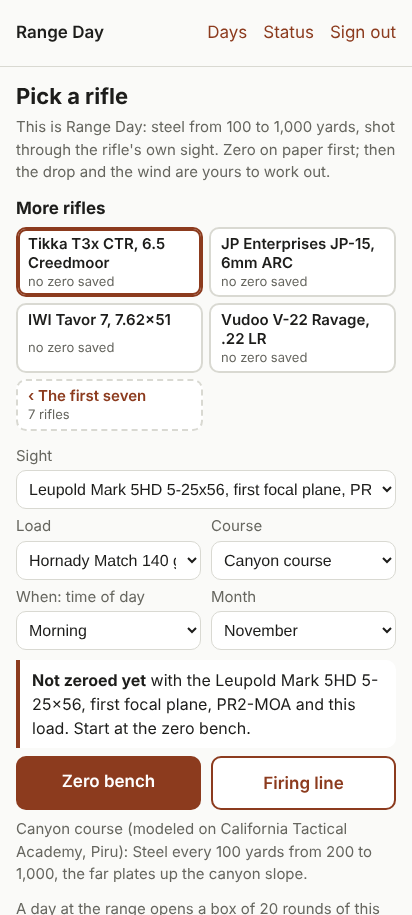 Range Day Days Status Sign out
Pick a rifle
This is Range Day: steel from 100 to 1,000 yards, shot
through the rifle's own sight. Zero on paper first; then
the drop and the wind are yours to work out.
More rifles
Tikka T3x CTR, 6.5
Creedmoor
no zero saved
JP Enterprises JP-15,
6mm ARC
no zero saved
IWI Tavor 7, 7.62×51
no zero saved
Vudoo V-22 Ravage,
.22 LR
no zero saved
‹ The first seven
7 rifles
Sight
Leupold Mark 5HD 5-25x56, first focal plane, PR
Load
Hornady Match 140 g
Course
Canyon course
When: time of day
Morning
Month
November
Not zeroed yet with the Leupold Mark 5HD 5-
25×56, first focal plane, PR2-MOA and this
load. Start at the zero bench.
Zero bench
Firing line
Canyon course (modeled on California Tactical
Academy, Piru): Steel every 100 yards from 200 to
1,000, the far plates up the canyon slope.
A day at the range opens a box of 20 rounds of this